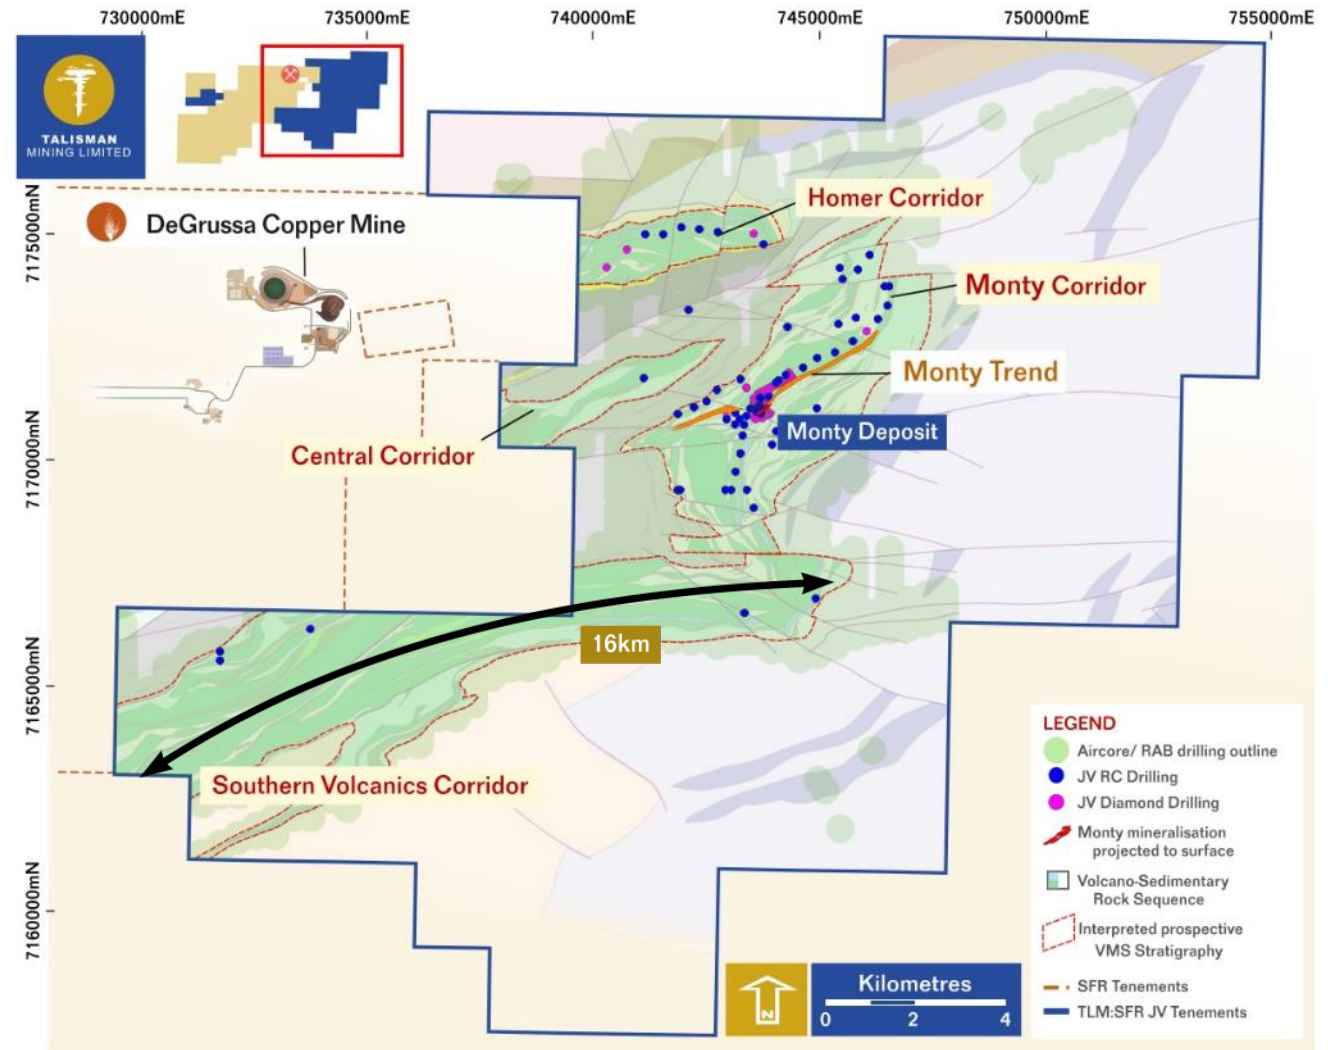 730000mE 735000mE 740000mE 745000mE 750000mE 755000mE
TALISMAN
MINING LIMITED
7175000mN
DeGrussa Copper Mine
Homer Corridor
Monty Corridor
Monty Trend
Monty Deposit
Central Corridor
7170000mN
16km
7165000mN
Southern Volcanics Corridor
7160000mN
LEGEND
Aircore/ RAB drilling outline
JV RC Drilling
JV Diamond Drilling
Monty mineralisation
projected to surface
Volcano-Sedimentary
Rock Sequence
Interpreted prospective
VMS Stratigraphy
SFR Tenements
TLM:SFR JV Tenements
N
Kilometres
0 2 4